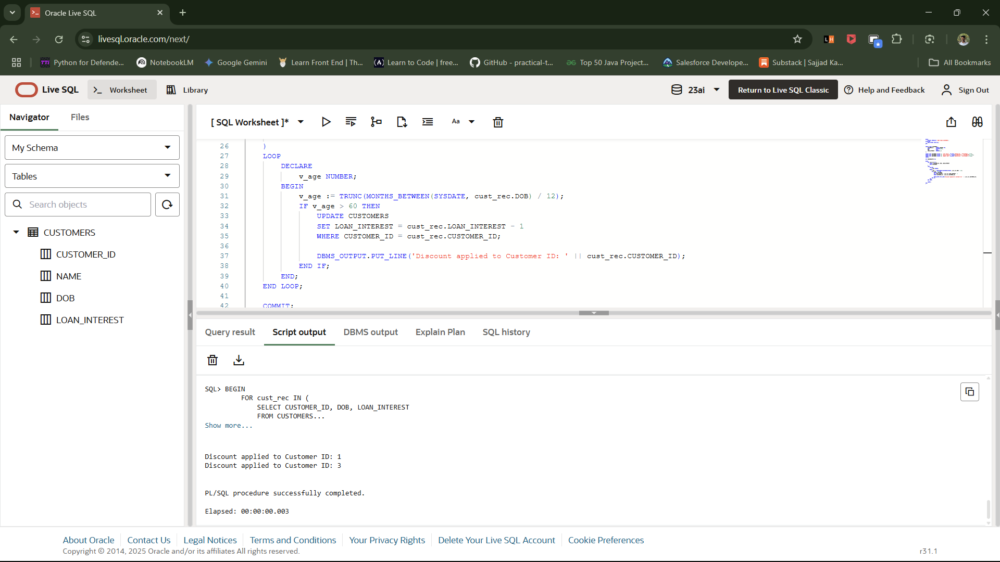 Oracle Live SQL
livesql.oracle.com/next/
Python for Defende...
NotebookLM
Google Gemini
Learn Front End | Th...
Learn to Code | free...
GitHub - practical-t...
Top 50 Java Project...
Salesforce Develope...
Substack | Sajjad Ka...
All Bookmarks
Live SQL
Worksheet
Library
23ai
Return to Live SQL Classic
Help and Feedback
Sign Out
Navigator
Files
My Schema
Tables
Search objects
CUSTOMERS
CUSTOMER_ID
NAME
DOB
LOAN_INTEREST
[ SQL Worksheet ]*
Aa
26 )
27 LOOP
28 DECLARE
29 v_age NUMBER;
30 BEGIN
31 v_age := TRUNC(MONTHS_BETWEEN(SYSDATE, cust_rec.DOB) / 12);
32 IF v_age > 60 THEN
33 UPDATE CUSTOMERS
34 SET LOAN_INTEREST = cust_rec.LOAN_INTEREST - 1
35 WHERE CUSTOMER_ID = cust_rec.CUSTOMER_ID;
36
37 DBMS_OUTPUT.PUT_LINE('Discount applied to Customer ID: ' || cust_rec.CUSTOMER_ID);
38 END IF;
39 END;
40 END LOOP;
41
42 COMMIT;
Query result
Script output
DBMS output
Explain Plan
SQL history
SQL> BEGIN
FOR cust_rec IN (
SELECT CUSTOMER_ID, DOB, LOAN_INTEREST
FROM CUSTOMERS...
Show more...
Discount applied to Customer ID: 1
Discount applied to Customer ID: 3
PL/SQL procedure successfully completed.
Elapsed: 00:00:00.003
About Oracle
Contact Us
Legal Notices
Terms and Conditions
Your Privacy Rights
Delete Your Live SQL Account
Cookie Preferences
Copyright © 2014, 2025 Oracle and/or its affiliates All rights reserved.
r31.1